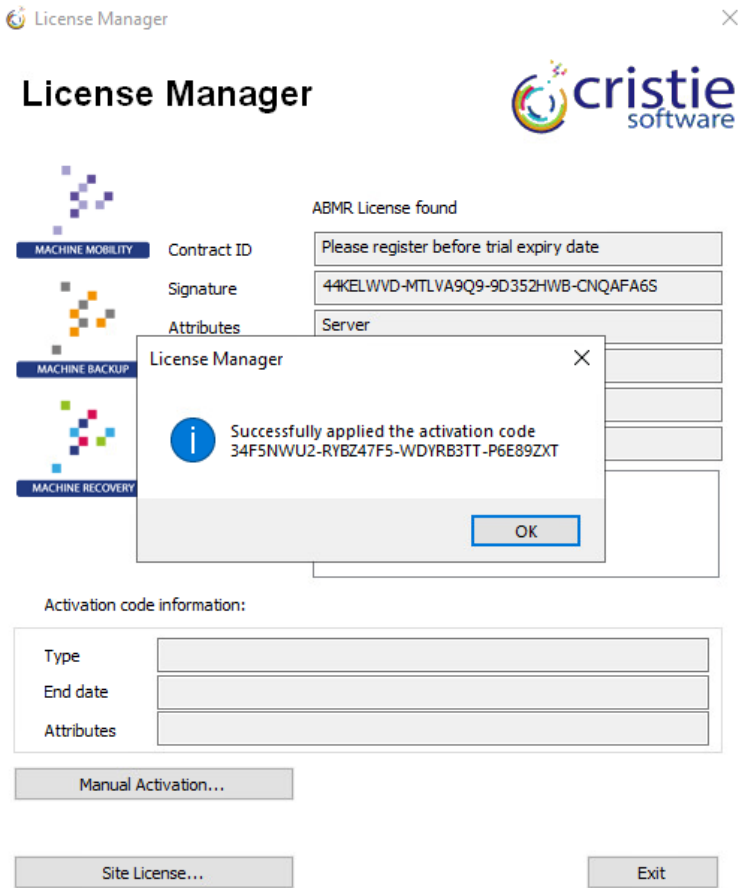 License Manager
License Manager
cristie
software
ABMR License found
MACHINE MOBILITY
Contract ID
Please register before trial expiry date
Signature
44KELWVD-MTLVA9Q9-9D352HWB-CNQAFA6S
Attributes
Server
MACHINE BACKUP
License Manager
Successfully applied the activation code
34F5NWU2-RYBZ47F5-WDYRB3TT-P6E89ZXT
OK
MACHINE RECOVERY
Activation code information:
Type
End date
Attributes
Manual Activation...
Site License...
Exit